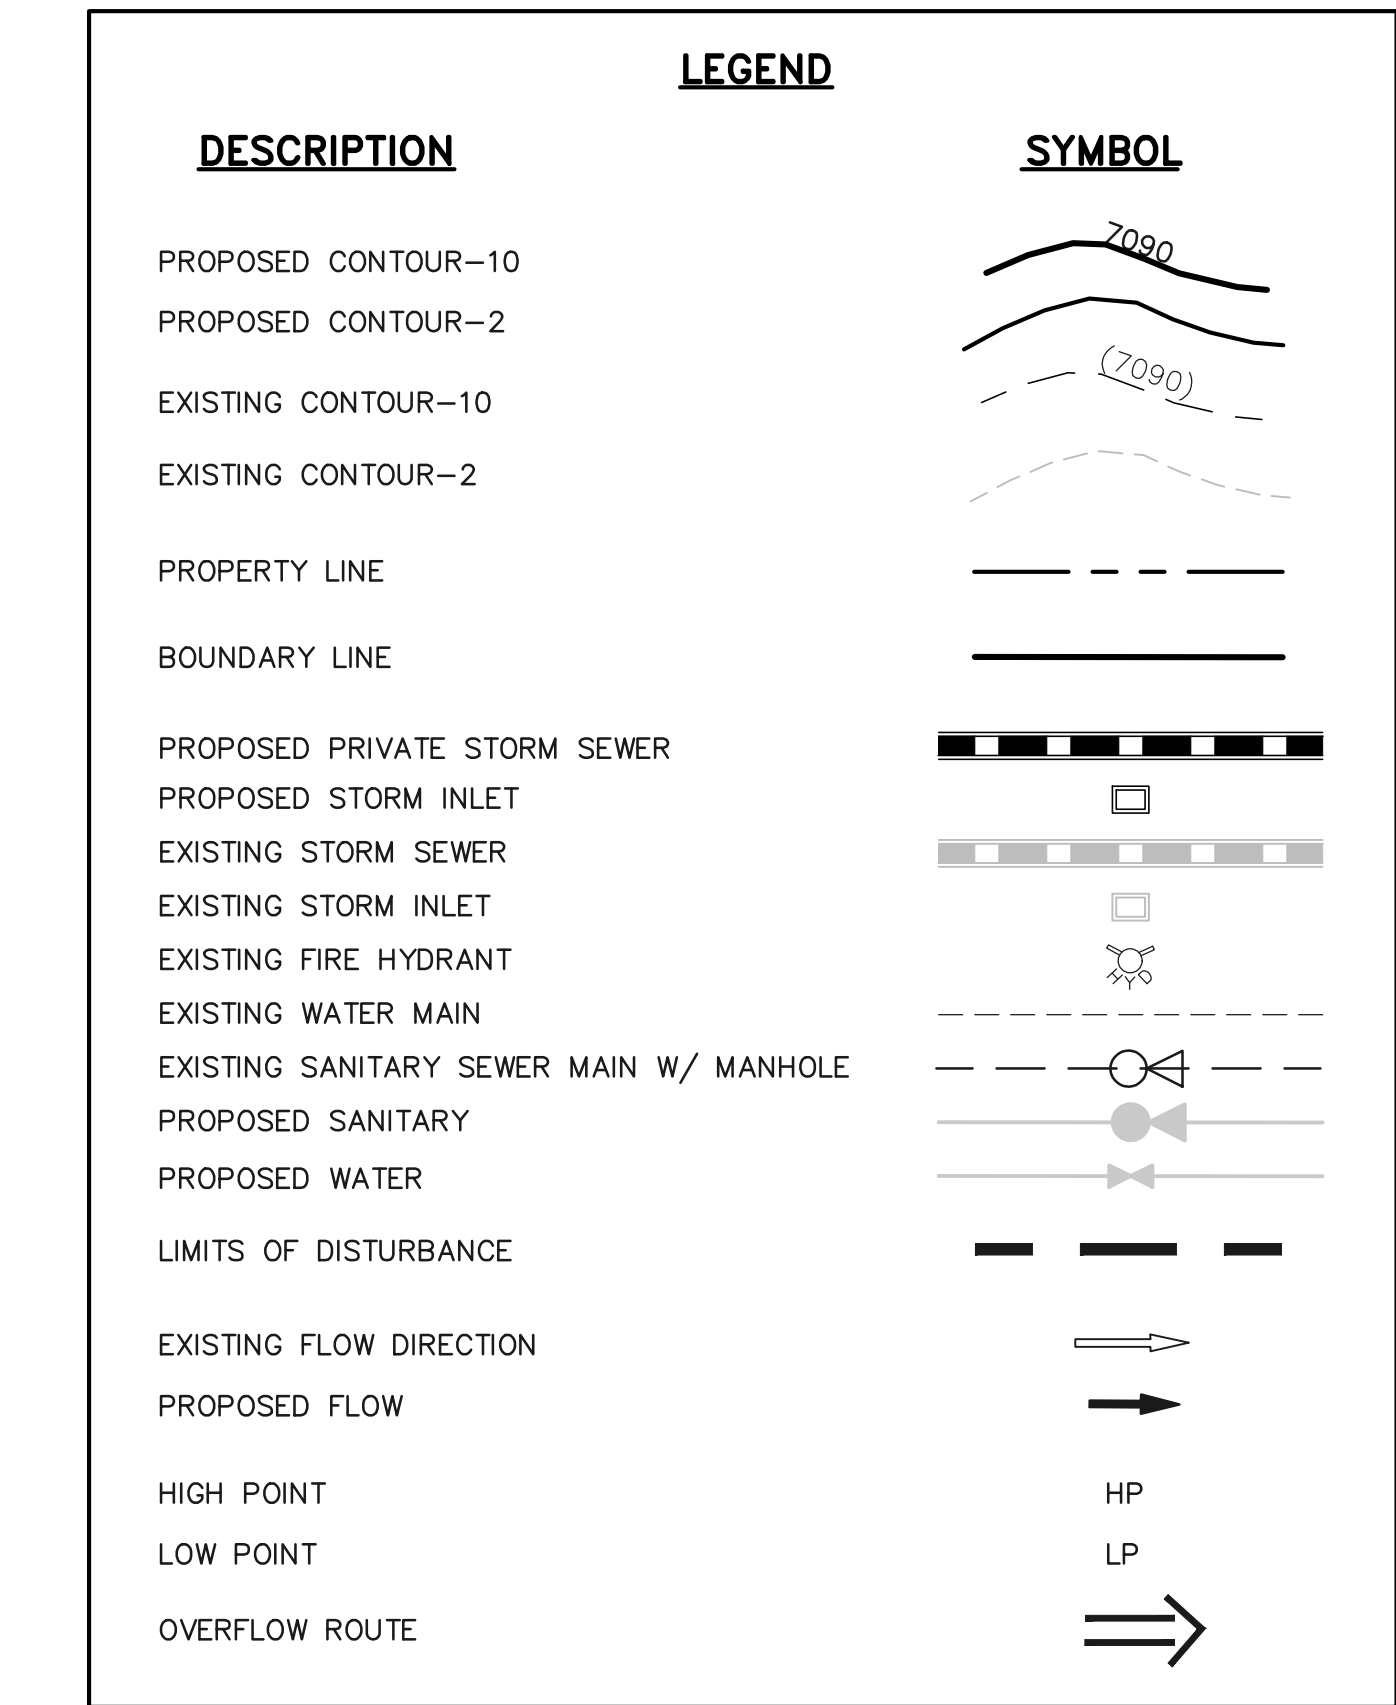 LEGEND
DESCRIPTION SYMBOL
PROPOSED CONTOUR-10 7090
PROPOSED CONTOUR-2
EXISTING CONTOUR-10 (7090)
EXISTING CONTOUR-2
PROPERTY LINE
BOUNDARY LINE
PROPOSED PRIVATE STORM SEWER
PROPOSED STORM INLET
EXISTING STORM SEWER
EXISTING STORM INLET
EXISTING FIRE HYDRANT HYD
EXISTING WATER MAIN
EXISTING SANITARY SEWER MAIN W/ MANHOLE
PROPOSED SANITARY
PROPOSED WATER
LIMITS OF DISTURBANCE
EXISTING FLOW DIRECTION
PROPOSED FLOW
HIGH POINT HP
LOW POINT LP
OVERFLOW ROUTE